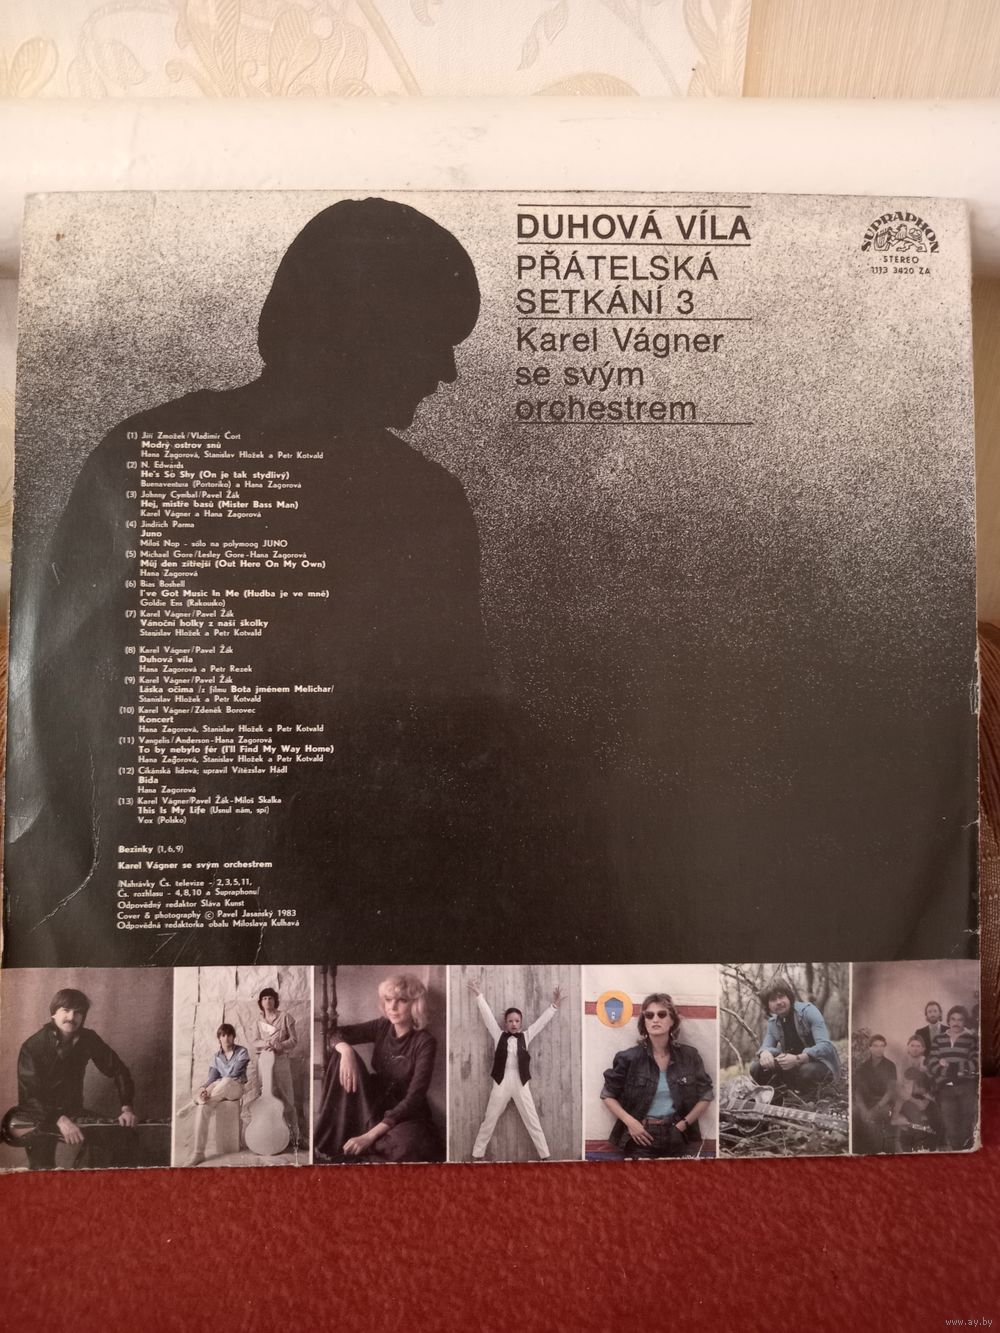 DUHOVÁ VÍLA
PŘÁTELSKÁ
SETKÁNÍ 3
Karel Vágner
se svým
orchestrem
SUPRAPHON
STEREO
1113 3420 ZA
(1) Jiří Zmožek/Vladimír Čort
Modrý ostrov snů
Hana Zagorová, Stanislav Hložek a Petr Kotvald
(2) N. Edwards
He's So Shy (On je tak stydlivý)
Buenaventura (Portoriko) a Hana Zagorová
(3) Johnny Cymbal/Pavel Žák
Hej, mistře basů (Mister Bass Man)
Karel Vágner a Hana Zagorová
(4) Jindřich Parma
Juno
Miloš Nop - sólo na polymoog JUNO
(5) Michael Gore/Lesley Gore-Hana Zagorová
Můj den zítřejší (Out Here On My Own)
Hana Zagorová
(6) Bias Boshell
I've Got Music In Me (Hudba je ve mně)
Goldie Ens (Rakousko)
(7) Karel Vágner/Pavel Žák
Vánoční holky z naší školky
Stanislav Hložek a Petr Kotvald
(8) Karel Vágner/Pavel Žák
Duhová víla
Hana Zagorová a Petr Rezek
(9) Karel Vágner/Pavel Žák
Láska očima /z filmu Bota jménem Melichar/
Stanislav Hložek a Petr Kotvald
(10) Karel Vágner/Zdeněk Borovec
Koncert
Hana Zagorová, Stanislav Hložek a Petr Kotvald
(11) Vangelis/Anderson-Hana Zagorová
To by nebylo fér (I'll Find My Way Home)
Hana Zagorová, Stanislav Hložek a Petr Kotvald
(12) Cikánská lidová; upravil Vítězslav Hádl
Bída
Hana Zagorová
(13) Karel Vágner/Pavel Žák-Miloš Skalka
This Is My Life (Usnul nám, spí)
Vox (Polsko)
Bezinky (1,6,9)
Karel Vágner se svým orchestrem
/Nahrávky Čs. televize - 2,3,5,11,
Čs. rozhlasu - 4,8,10 a Supraphonu/
Odpovědný redaktor Sláva Kunst
Cover & photography © Pavel Jasanský 1983
Odpovědná redaktorka obalu Miloslava Kulhavá
www.ay.by